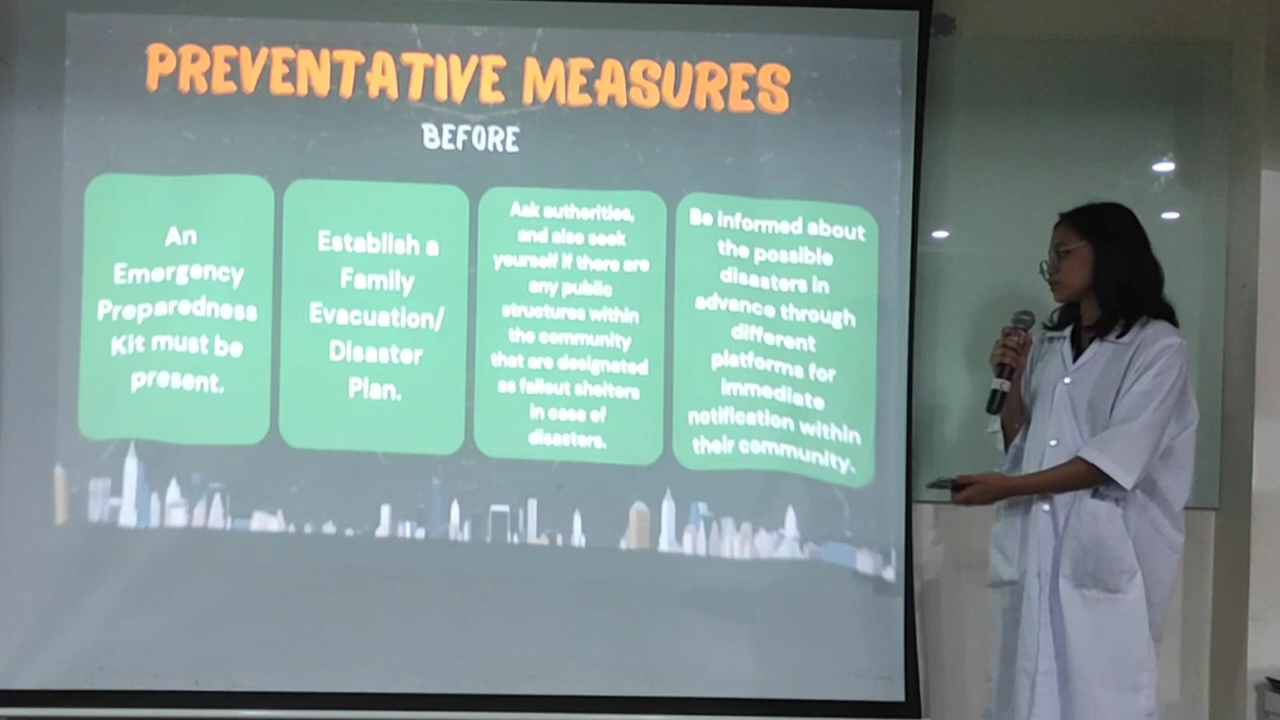 PREVENTATIVE MEASURES
BEFORE
An
Emergency
Preparedness
Kit must be
present.
Establish a
Family
Evacuation/
Disaster
Plan.
Ask authorities,
and also seek
yourself if there are
any public
structures within
the community
that are designated
as fallout shelters
in case of
disasters.
Be informed about
the possible
disasters in
advance through
different
platforms for
immediate
notification within
their community.